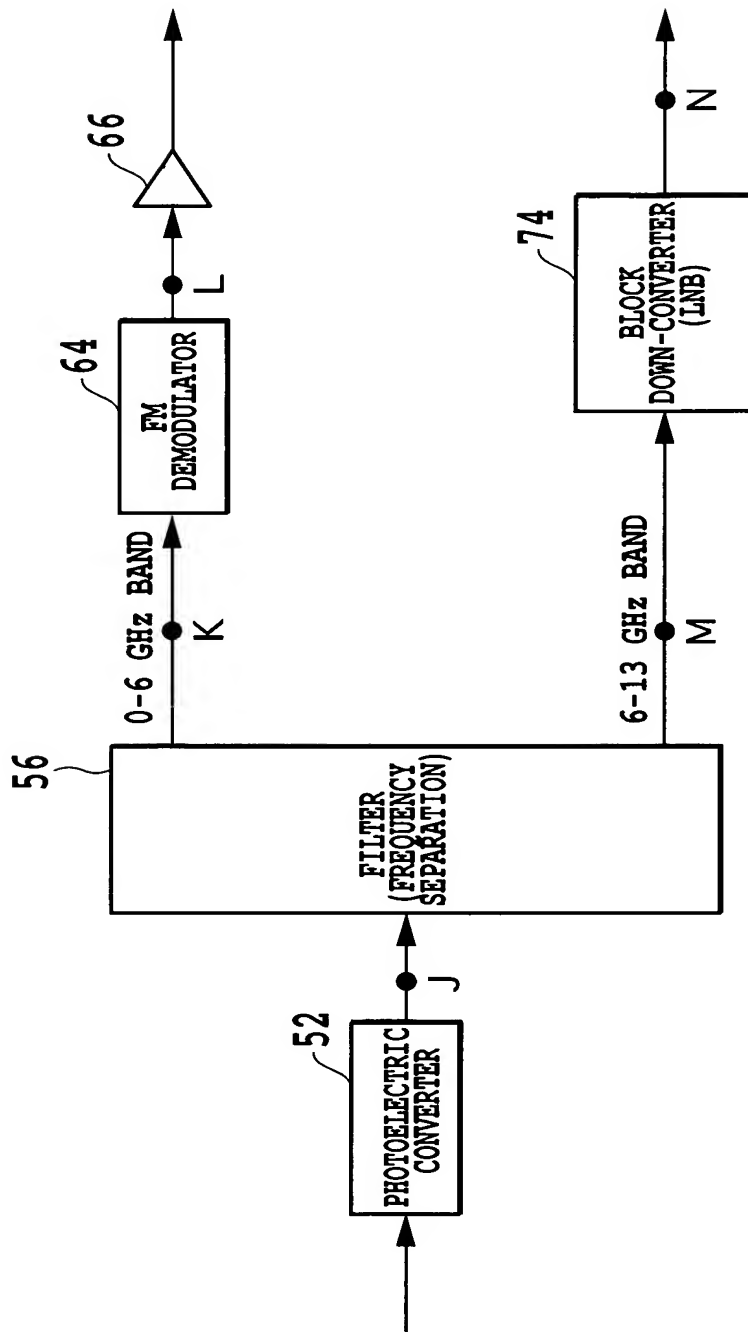 52
PHOTOELECTRIC
CONVERTER
J
56
FILTER
(FREQUENCY
SEPARATION)
0-6 GHz BAND
K
64
FM
DEMODULATOR
L
66
6-13 GHz BAND
M
74
BLOCK
DOWN-CONVERTER
(LNB)
N